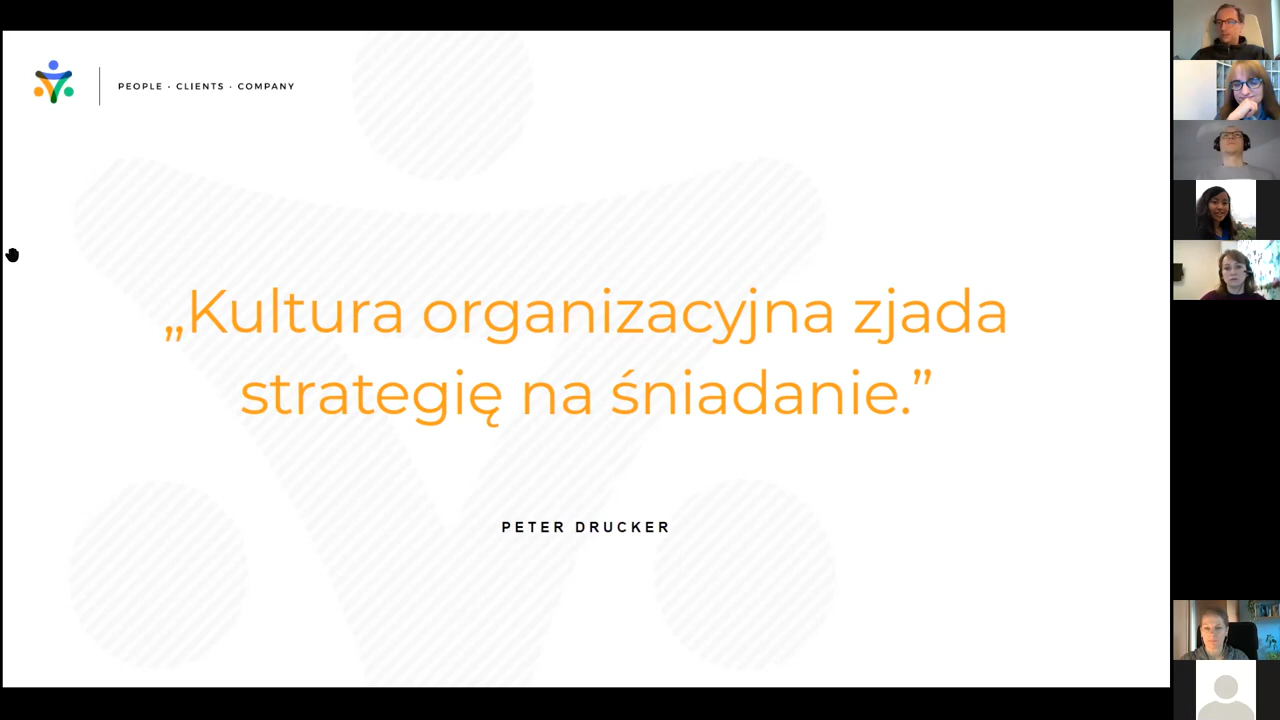 PEOPLE · CLIENTS · COMPANY
„Kultura organizacyjna zjada
strategię na śniadanie.”
PETER DRUCKER